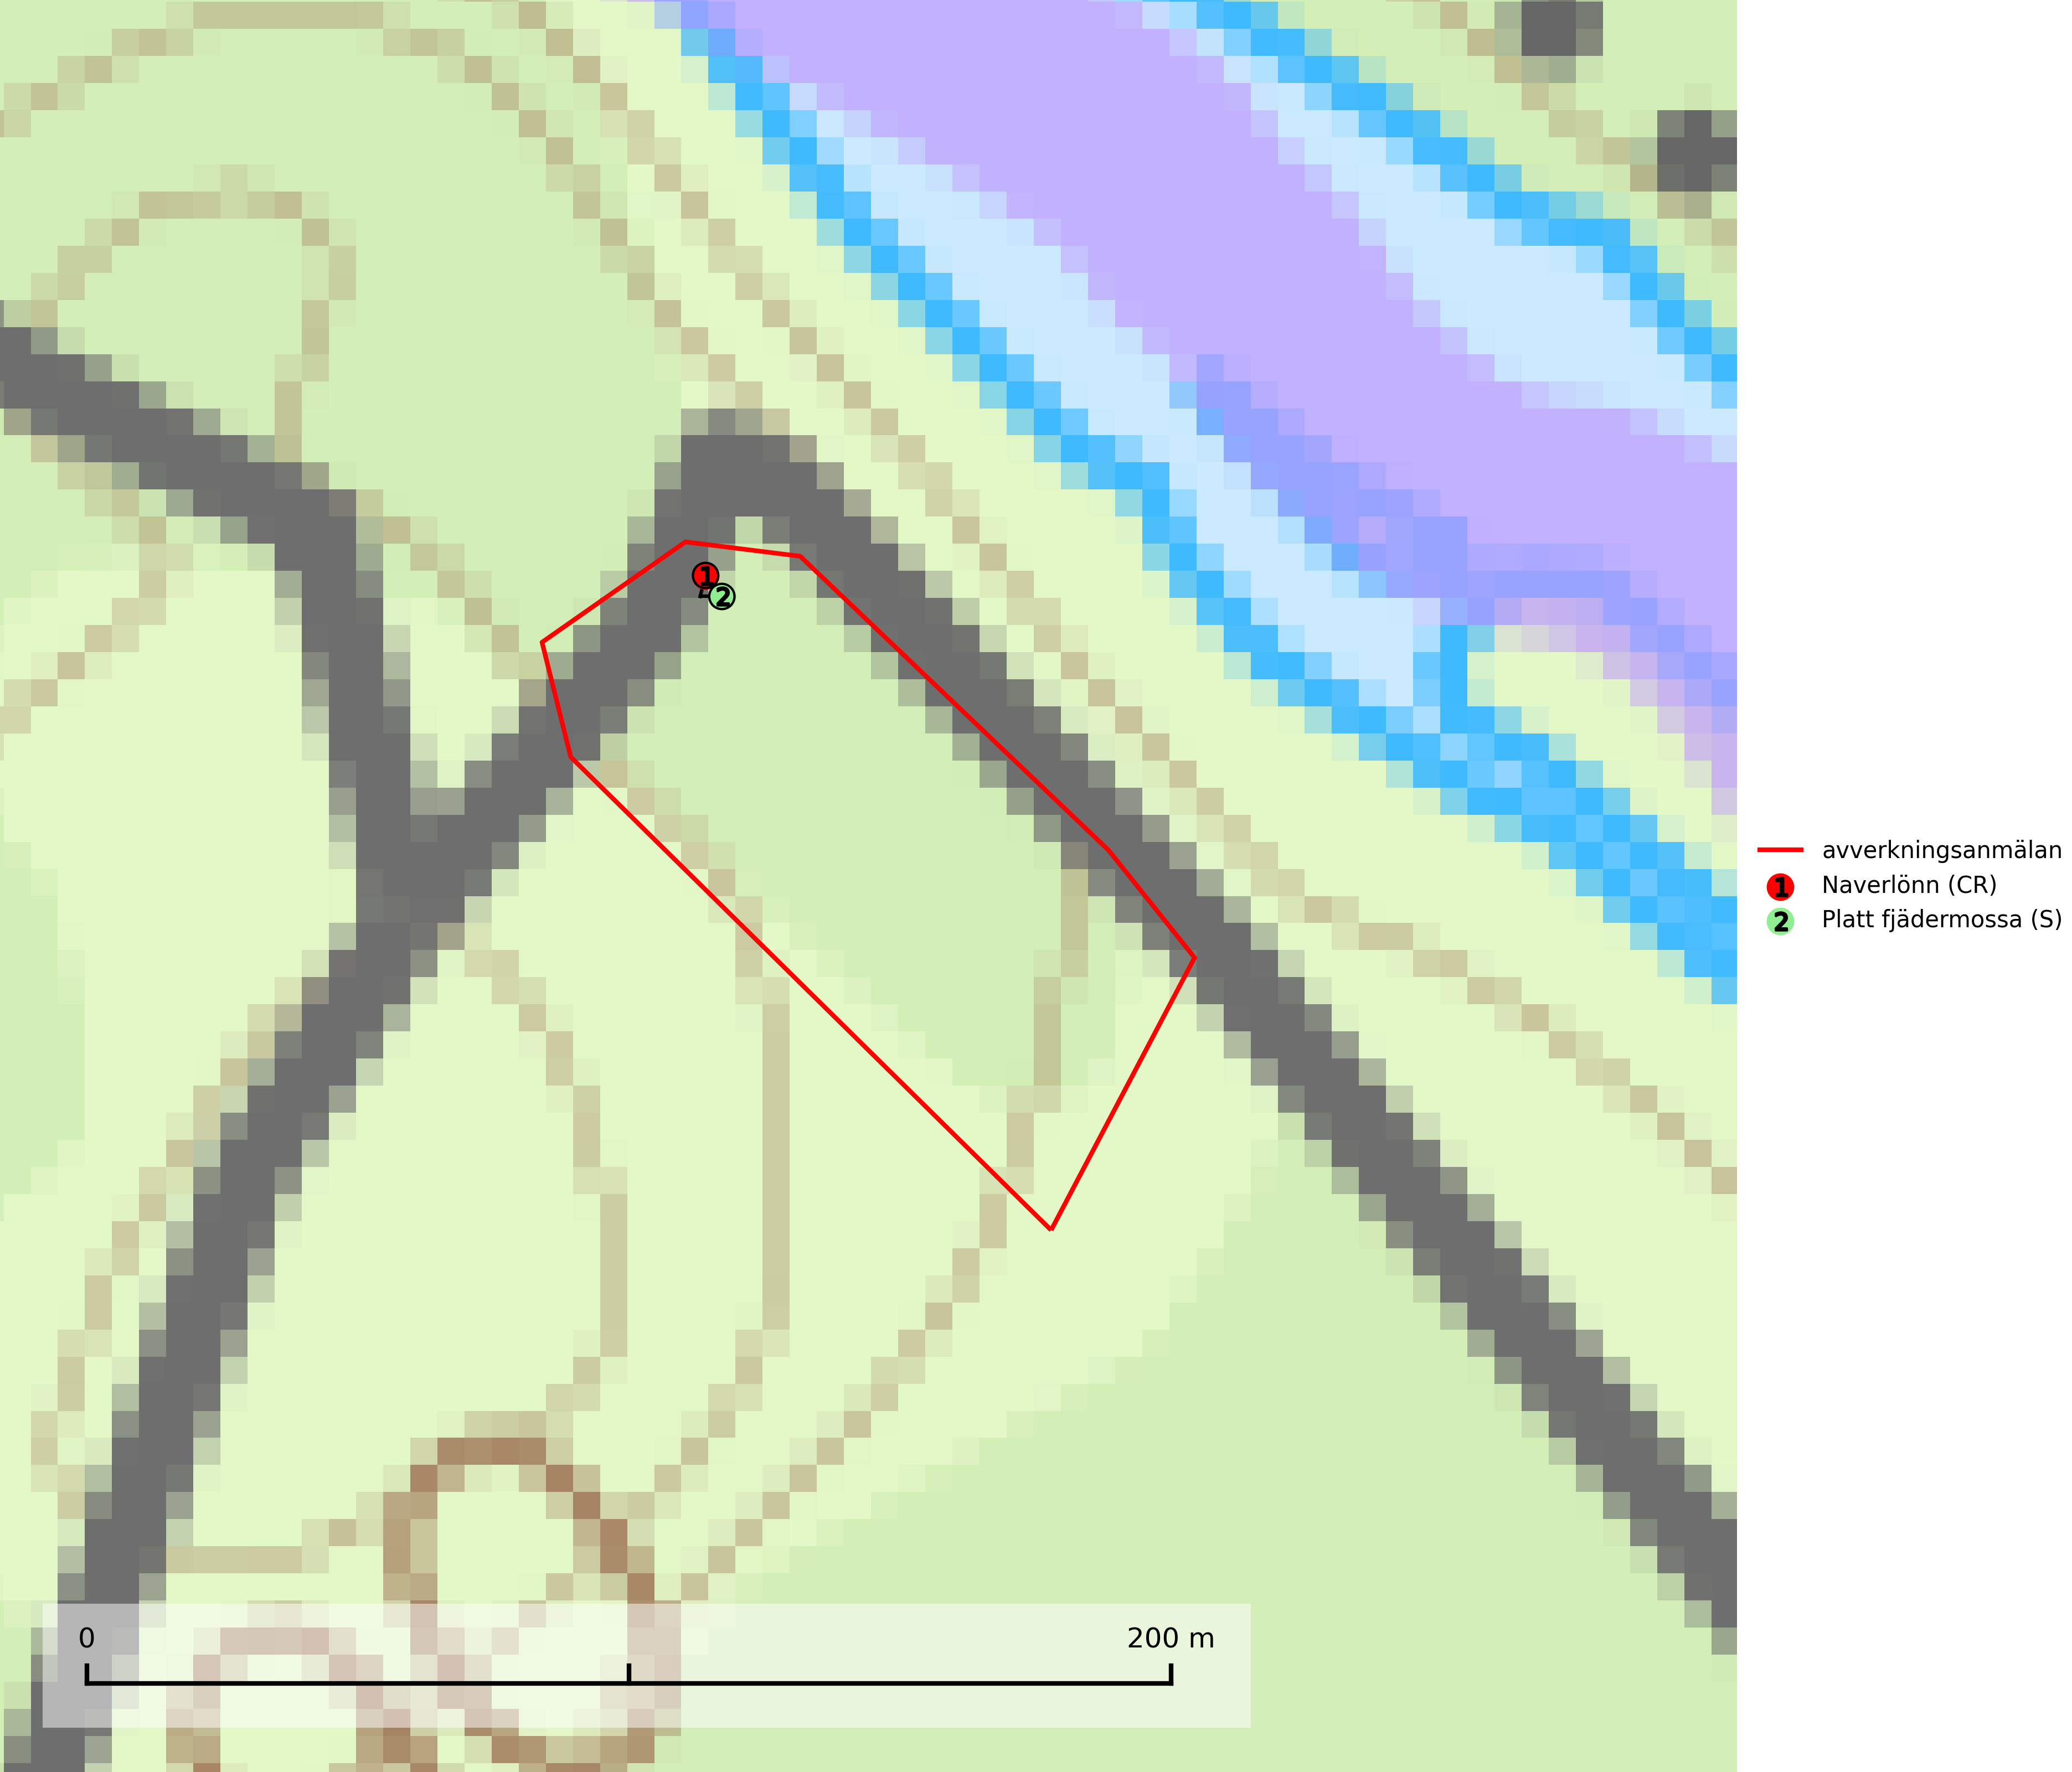 1
2
avverkningsanmälan
1 Naverlönn (CR)
2 Platt fjädermossa (S)
0 200 m